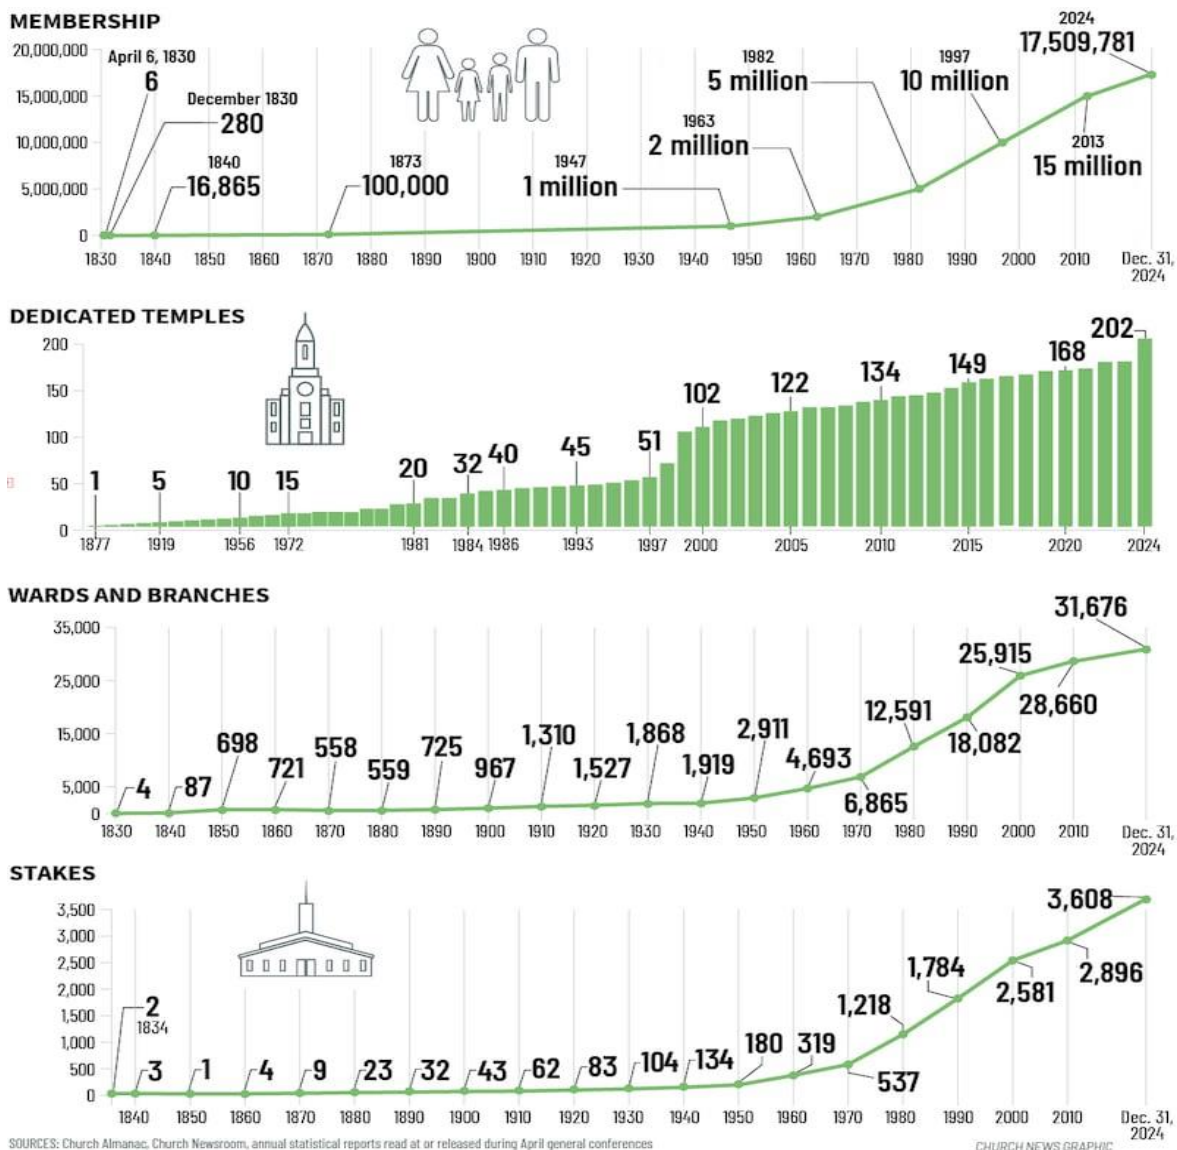 MEMBERSHIP
20,000,000
15,000,000
10,000,000
5,000,000
0
April 6, 1830
6
December 1830
280
1840
16,865
1873
100,000
1947
1 million
1963
2 million
1982
5 million
1997
10 million
2013
15 million
2024
17,509,781
1830 1840 1850 1860 1870 1880 1890 1900 1910 1920 1930 1940 1950 1960 1970 1980 1990 2000 2010 Dec. 31,
2024
DEDICATED TEMPLES
200
150
100
50
0
1 5 10 15 20 32 40 45 51 102 122 134 149 168 202
1877 1919 1956 1972 1981 1984 1986 1993 1997 2000 2005 2010 2015 2020 2024
WARDS AND BRANCHES
35,000
25,000
15,000
5,000
0
4 87 698 721 558 559 725 967 1,310 1,527 1,868 1,919 2,911 4,693 6,865 12,591 18,082 25,915 28,660 31,676
1830 1840 1850 1860 1870 1880 1890 1900 1910 1920 1930 1940 1950 1960 1970 1980 1990 2000 2010 Dec. 31,
2024
STAKES
3,500
3,000
2,500
2,000
1,500
1,000
500
0
2
1834
3 1 4 9 23 32 43 62 83 104 134 180 319 537 1,218 1,784 2,581 2,896 3,608
1840 1850 1860 1870 1880 1890 1900 1910 1920 1930 1940 1950 1960 1970 1980 1990 2000 2010 Dec. 31,
2024
SOURCES: Church Almanac, Church Newsroom, annual statistical reports read at or released during April general conferences
CHURCH NEWS GRAPHIC